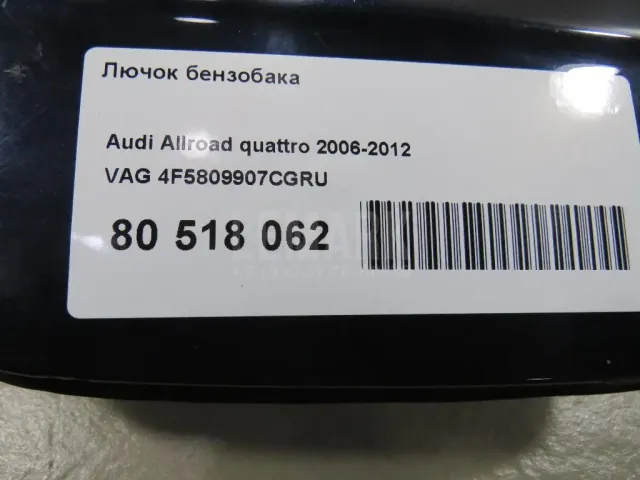 Лючок бензобака
Audi Allroad quattro 2006-2012
VAG 4F5809907CGRU
80 518 062